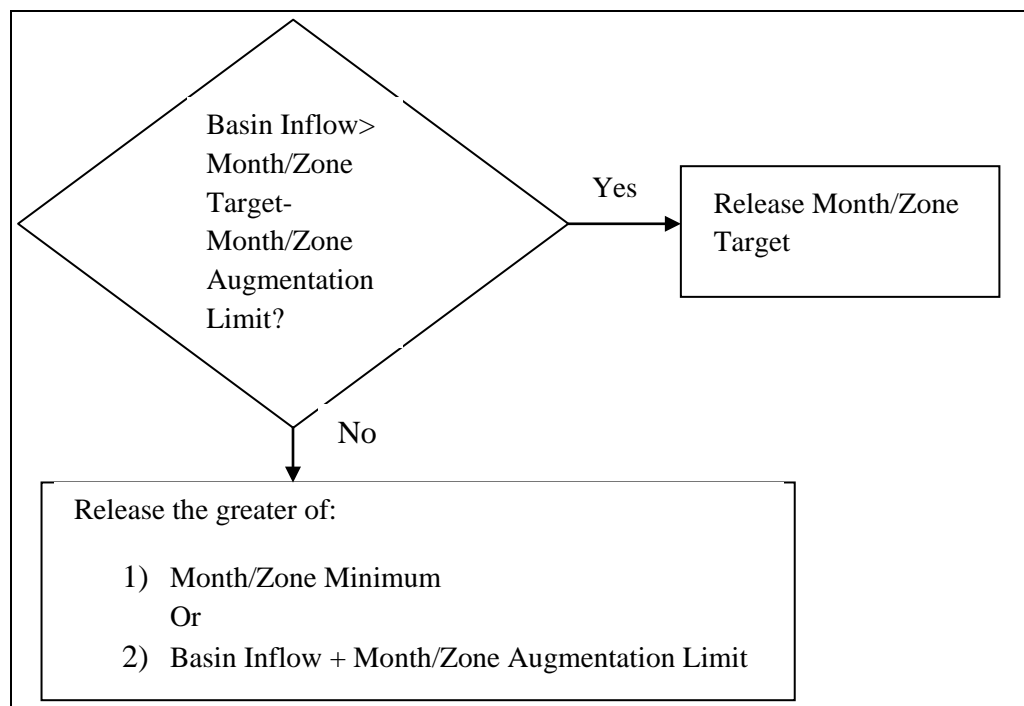 Basin Inflow>
Month/Zone
Target-
Month/Zone
Augmentation
Limit?
Yes
Release Month/Zone
Target
No
Release the greater of:
1) Month/Zone Minimum
Or
2) Basin Inflow + Month/Zone Augmentation Limit